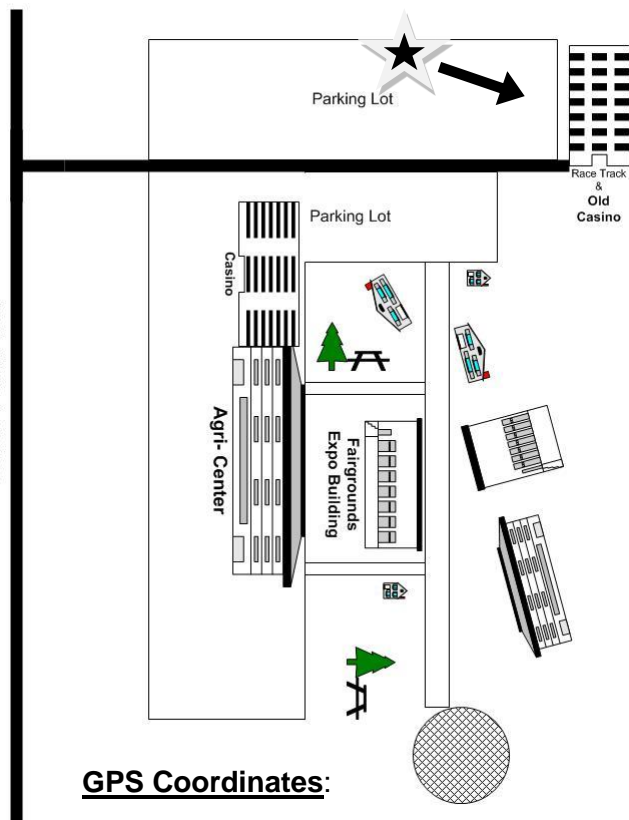 Parking Lot
Race Track
&
Old
Casino
Parking Lot
Casino
Agri- Center
Fairgrounds
Expo Building
GPS Coordinates: